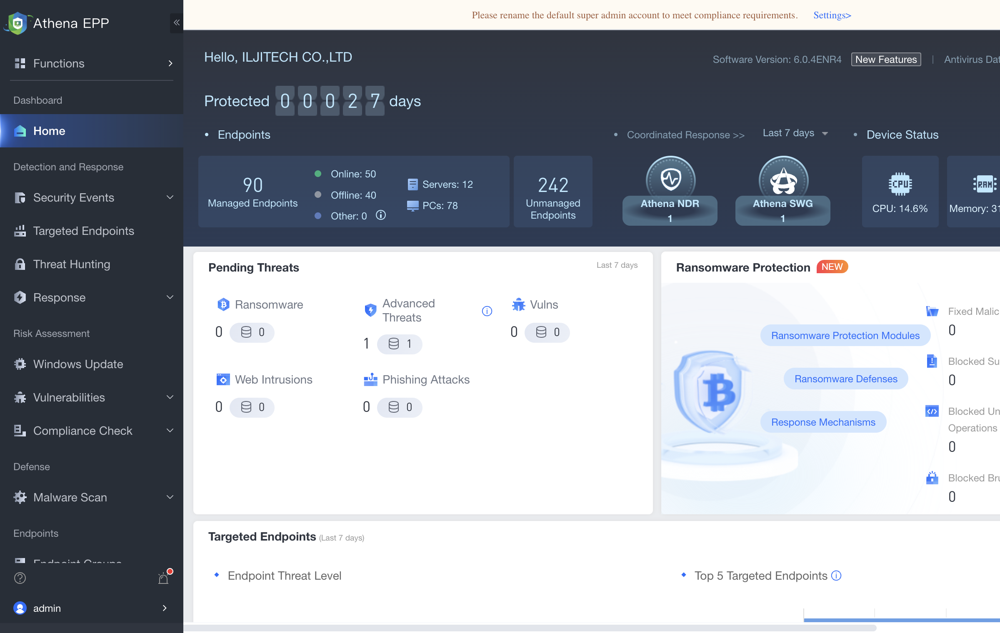 Athena EPP
Functions
Dashboard
Home
Detection and Response
Security Events
Targeted Endpoints
Threat Hunting
Response
Risk Assessment
Windows Update
Vulnerabilities
Compliance Check
Defense
Malware Scan
Endpoints
Endpoint Groups
admin
Please rename the default super admin account to meet compliance requirements. Settings>
Hello, ILJITECH CO.,LTD
Software Version: 6.0.4ENR4 New Features | Antivirus Dat
Protected 0 0 0 2 7 days
Endpoints
90
Managed Endpoints
Online: 50
Offline: 40
Other: 0
Servers: 12
PCs: 78
242
Unmanaged
Endpoints
Coordinated Response >>
Last 7 days
Athena NDR
1
Athena SWG
1
Device Status
CPU
CPU: 14.6%
RAM
Memory: 31
Pending Threats
Last 7 days
Ransomware
0 0
Advanced
Threats
1 1
Vulns
0 0
Web Intrusions
0 0
Phishing Attacks
0 0
Ransomware Protection NEW
Ransomware Protection Modules
Ransomware Defenses
Response Mechanisms
Fixed Malic
0
Blocked Su
0
Blocked Un
Operations
0
Blocked Bru
0
Targeted Endpoints (Last 7 days)
Endpoint Threat Level
Top 5 Targeted Endpoints